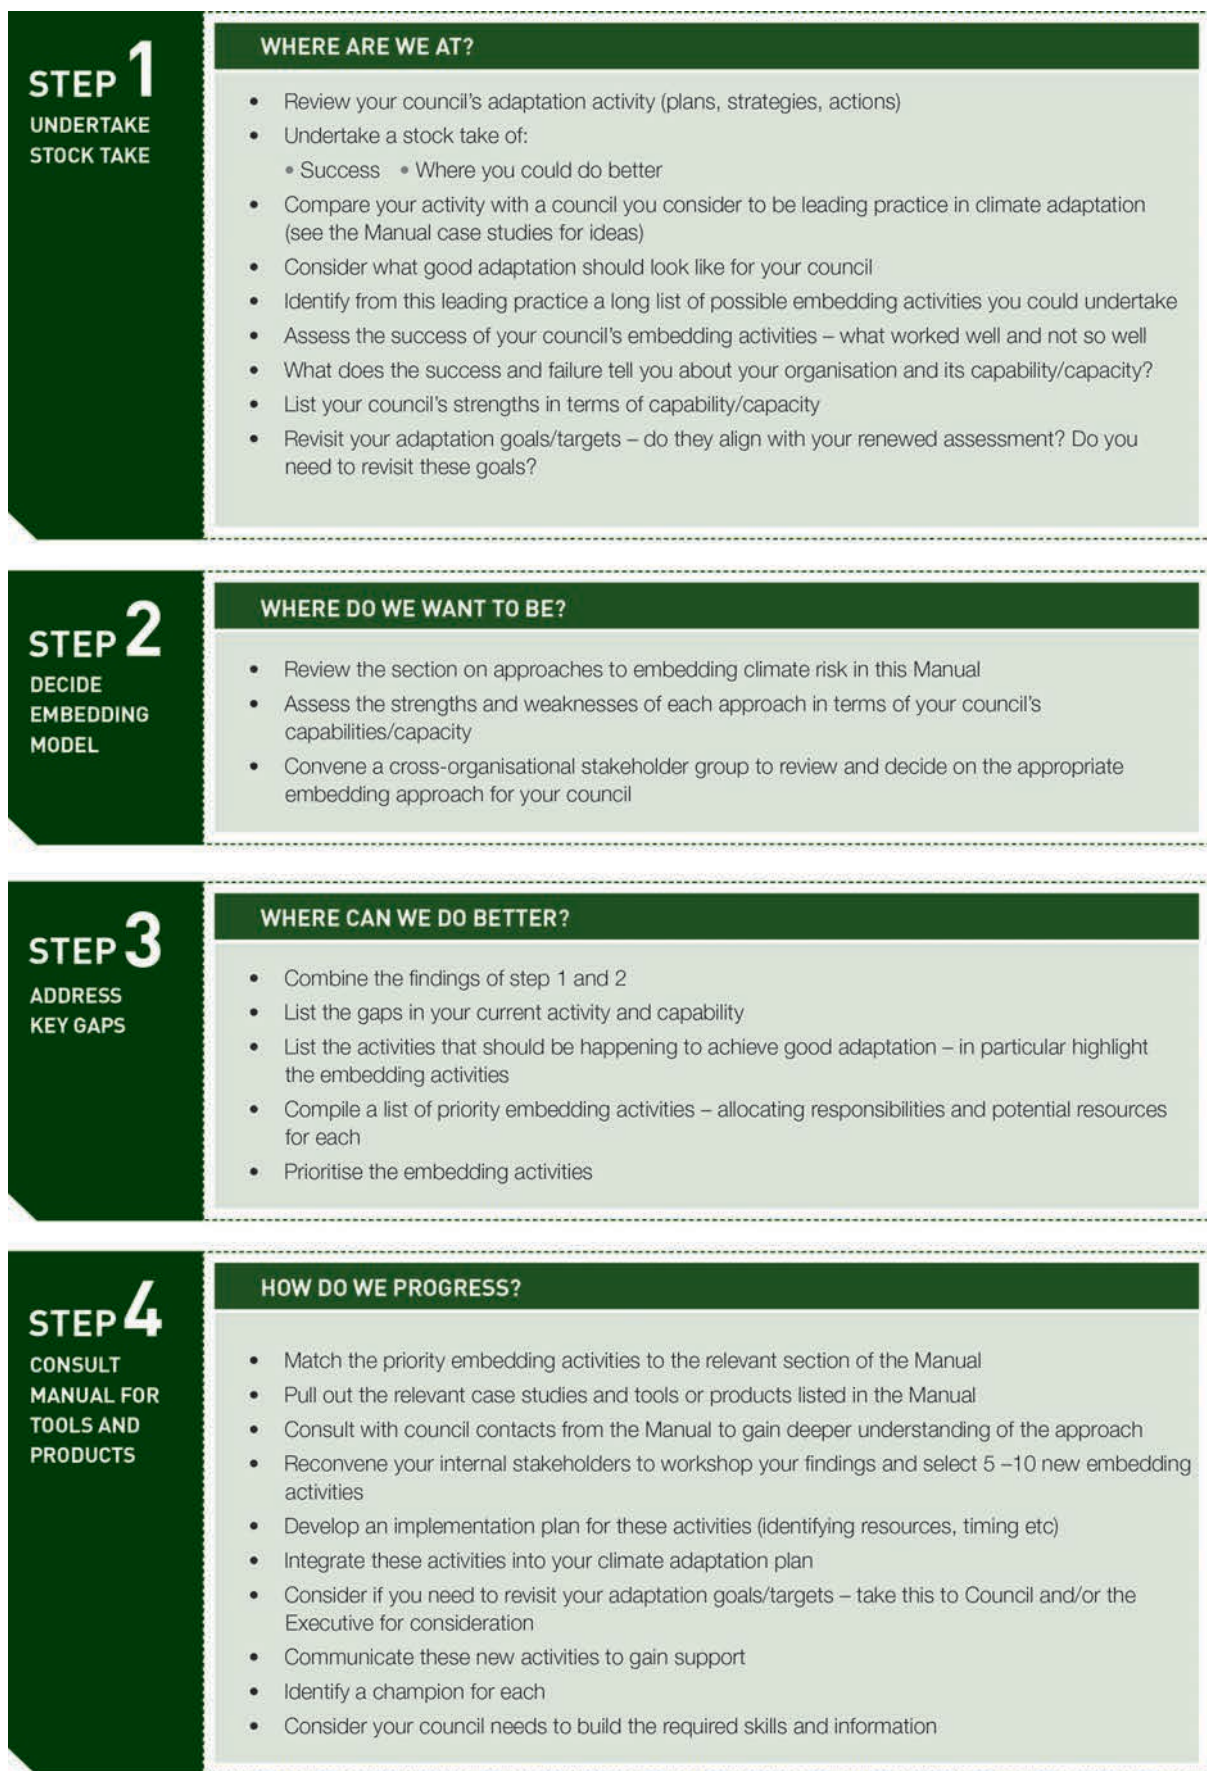 STEP 1
UNDERTAKE
STOCK TAKE
WHERE ARE WE AT?
• Review your council's adaptation activity (plans, strategies, actions)
• Undertake a stock take of:
• Success • Where you could do better
• Compare your activity with a council you consider to be leading practice in climate adaptation
(see the Manual case studies for ideas)
• Consider what good adaptation should look like for your council
• Identify from this leading practice a long list of possible embedding activities you could undertake
• Assess the success of your council's embedding activities – what worked well and not so well
• What does the success and failure tell you about your organisation and its capability/capacity?
• List your council's strengths in terms of capability/capacity
• Revisit your adaptation goals/targets – do they align with your renewed assessment? Do you
need to revisit these goals?
STEP 2
DECIDE
EMBEDDING
MODEL
WHERE DO WE WANT TO BE?
• Review the section on approaches to embedding climate risk in this Manual
• Assess the strengths and weaknesses of each approach in terms of your council's
capabilities/capacity
• Convene a cross-organisational stakeholder group to review and decide on the appropriate
embedding approach for your council
STEP 3
ADDRESS
KEY GAPS
WHERE CAN WE DO BETTER?
• Combine the findings of step 1 and 2
• List the gaps in your current activity and capability
• List the activities that should be happening to achieve good adaptation – in particular highlight
the embedding activities
• Compile a list of priority embedding activities – allocating responsibilities and potential resources
for each
• Prioritise the embedding activities
STEP 4
CONSULT
MANUAL FOR
TOOLS AND
PRODUCTS
HOW DO WE PROGRESS?
• Match the priority embedding activities to the relevant section of the Manual
• Pull out the relevant case studies and tools or products listed in the Manual
• Consult with council contacts from the Manual to gain deeper understanding of the approach
• Reconvene your internal stakeholders to workshop your findings and select 5 –10 new embedding
activities
• Develop an implementation plan for these activities (identifying resources, timing etc)
• Integrate these activities into your climate adaptation plan
• Consider if you need to revisit your adaptation goals/targets – take this to Council and/or the
Executive for consideration
• Communicate these new activities to gain support
• Identify a champion for each
• Consider your council needs to build the required skills and information